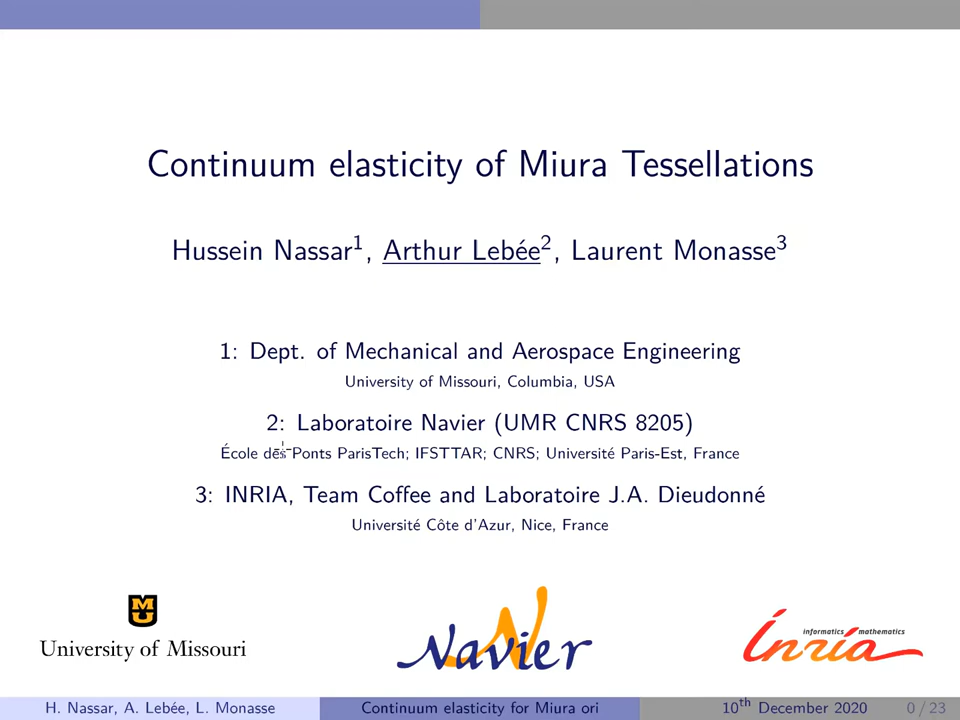 Continuum elasticity of Miura Tessellations
Hussein Nassar1, Arthur Lebée2, Laurent Monasse3
1: Dept. of Mechanical and Aerospace Engineering
University of Missouri, Columbia, USA
2: Laboratoire Navier (UMR CNRS 8205)
École des Ponts ParisTech; IFSTTAR; CNRS; Université Paris-Est, France
3: INRIA, Team Coffee and Laboratoire J.A. Dieudonné
Université Côte d'Azur, Nice, France
MU
University of Missouri
Navier
informatics mathematics
Inria
H. Nassar, A. Lebée, L. Monasse Continuum elasticity for Miura ori 10th December 2020 0 / 23